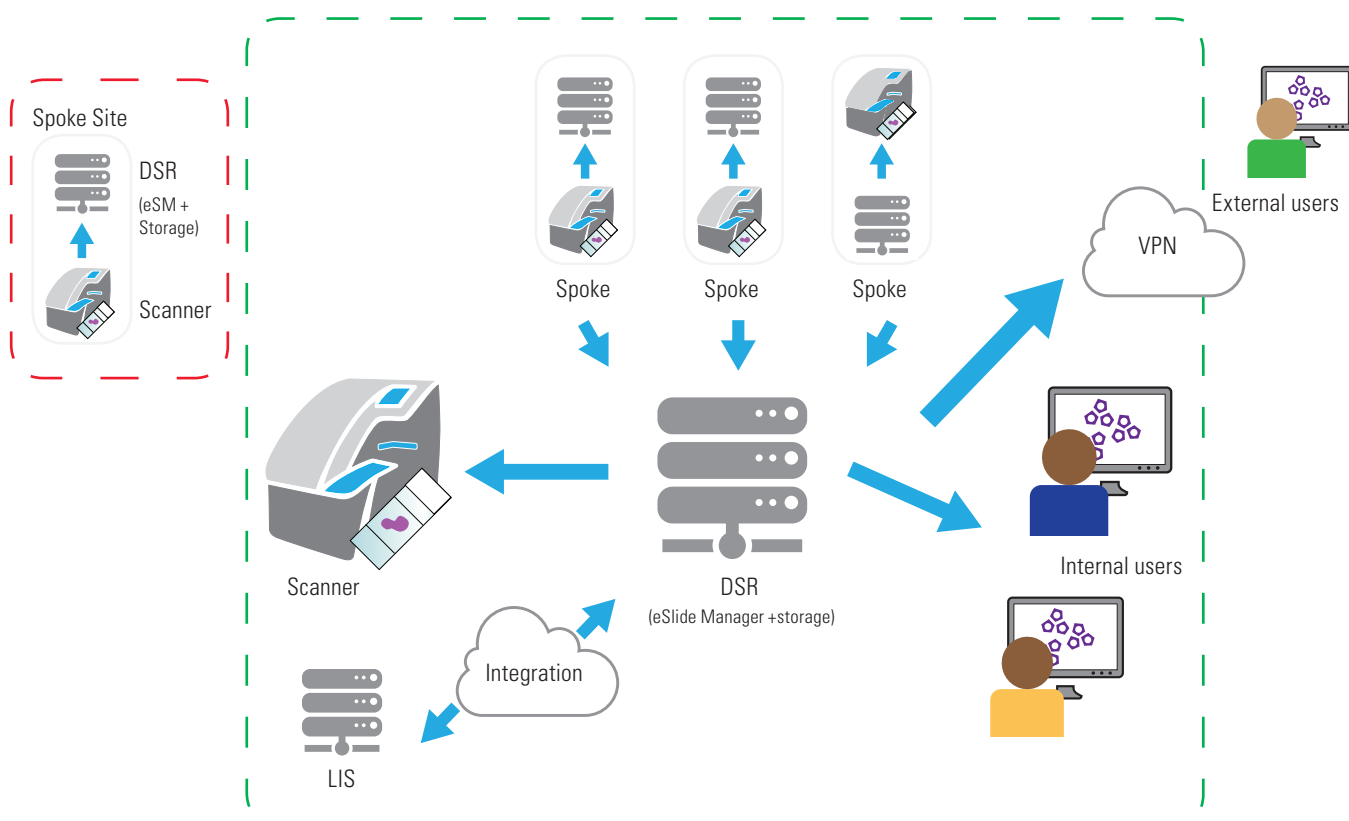 Spoke Site
DSR
(eSM +
Storage)
Scanner
Spoke
Spoke
Spoke
External users
VPN
Internal users
Scanner
DSR
(eSlide Manager +storage)
Integration
LIS